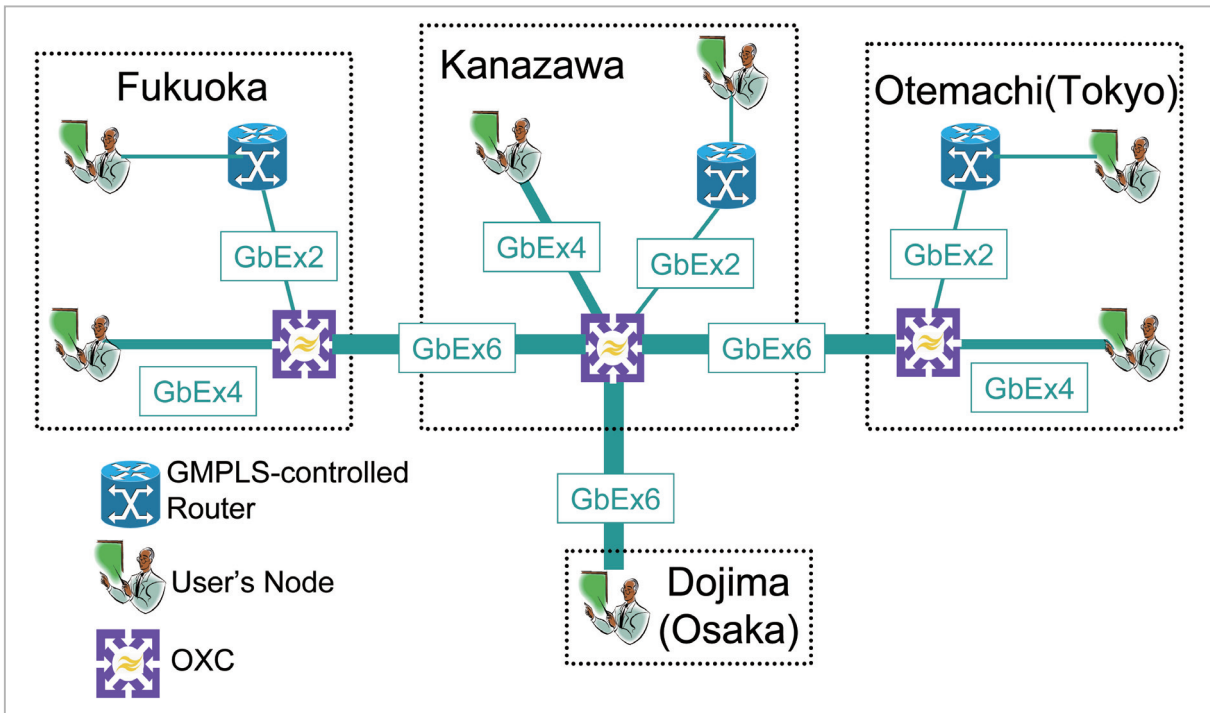 Fukuoka
Kanazawa
Otemachi(Tokyo)
GbEx2
GbEx4
GbEx2
GbEx2
GbEx6
GbEx6
GbEx4
GbEx4
GbEx6
GMPLS-controlled
Router
User's Node
OXC
Dojima
(Osaka)